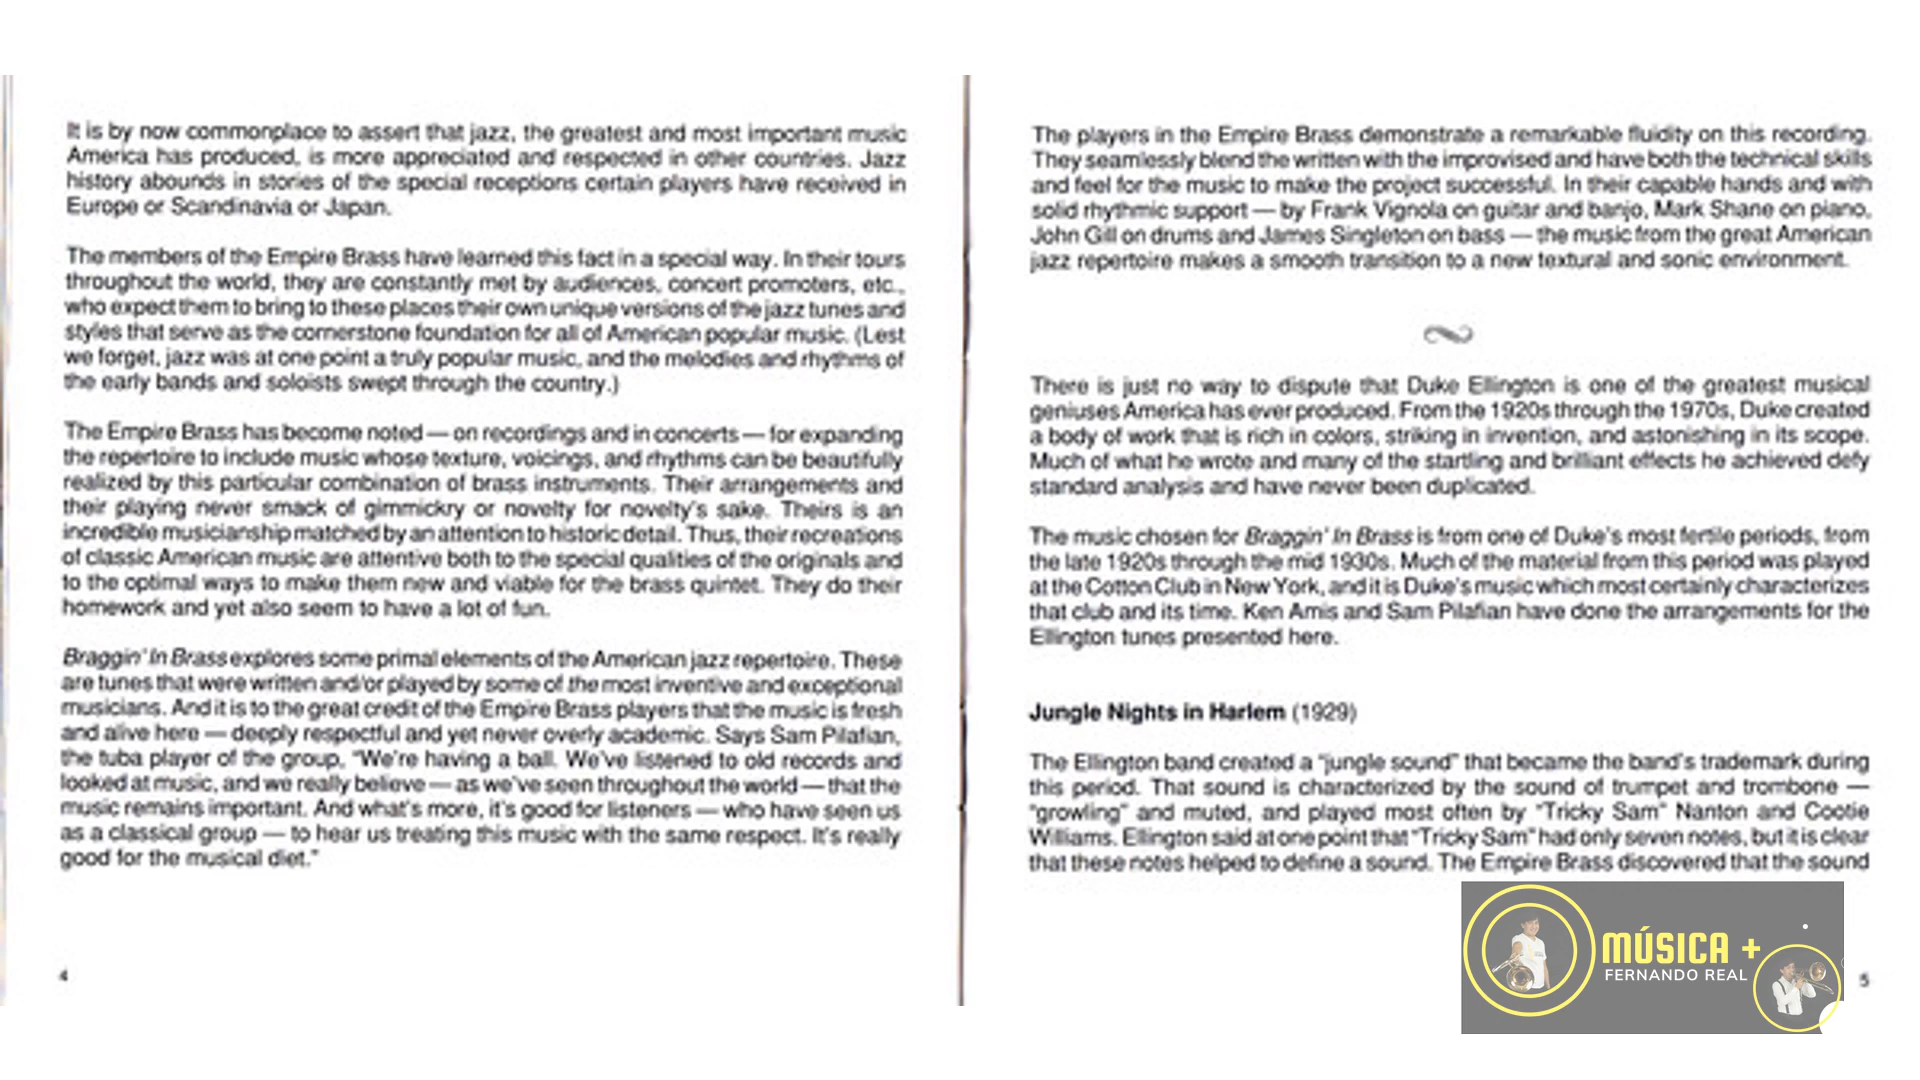 It is by now commonplace to assert that jazz, the greatest and most important music
America has produced, is more appreciated and respected in other countries. Jazz
history abounds in stories of the special receptions certain players have received in
Europe or Scandinavia or Japan.
The members of the Empire Brass have learned this fact in a special way. In their tours
throughout the world, they are constantly met by audiences, concert promoters, etc.,
who expect them to bring to these places their own unique versions of the jazz tunes and
styles that serve as the cornerstone foundation for all of American popular music. (Lest
we forget, jazz was at one point a truly popular music, and the melodies and rhythms of
the early bands and soloists swept through the country.)
The Empire Brass has become noted — on recordings and in concerts — for expanding
the repertoire to include music whose texture, voicings, and rhythms can be beautifully
realized by this particular combination of brass instruments. Their arrangements and
their playing never smack of gimmickry or novelty for novelty's sake. Theirs is an
incredible musicianship matched by an attention to historic detail. Thus, their recreations
of classic American music are attentive both to the special qualities of the originals and
to the optimal ways to make them new and viable for the brass quintet. They do their
homework and yet also seem to have a lot of fun.
Braggin' In Brass explores some primal elements of the American jazz repertoire. These
are tunes that were written and/or played by some of the most inventive and exceptional
musicians. And it is to the great credit of the Empire Brass players that the music is fresh
and alive here — deeply respectful and yet never overly academic. Says Sam Pilafian,
the tuba player of the group, "We're having a ball. We've listened to old records and
looked at music, and we really believe — as we've seen throughout the world — that the
music remains important. And what's more, it's good for listeners — who have seen us
as a classical group — to hear us treating this music with the same respect. It's really
good for the musical diet."
4
The players in the Empire Brass demonstrate a remarkable fluidity on this recording.
They seamlessly blend the written with the improvised and have both the technical skills
and feel for the music to make the project successful. In their capable hands and with
solid rhythmic support — by Frank Vignola on guitar and banjo, Mark Shane on piano,
John Gill on drums and James Singleton on bass — the music from the great American
jazz repertoire makes a smooth transition to a new textural and sonic environment.
There is just no way to dispute that Duke Ellington is one of the greatest musical
geniuses America has ever produced. From the 1920s through the 1970s, Duke created
a body of work that is rich in colors, striking in invention, and astonishing in its scope.
Much of what he wrote and many of the startling and brilliant effects he achieved defy
standard analysis and have never been duplicated.
The music chosen for Braggin' In Brass is from one of Duke's most fertile periods, from
the late 1920s through the mid 1930s. Much of the material from this period was played
at the Cotton Club in New York, and it is Duke's music which most certainly characterizes
that club and its time. Ken Amis and Sam Pilafian have done the arrangements for the
Ellington tunes presented here.
Jungle Nights in Harlem (1929)
The Ellington band created a "jungle sound" that became the band's trademark during
this period. That sound is characterized by the sound of trumpet and trombone —
"growling" and muted, and played most often by "Tricky Sam" Nanton and Cootie
Williams. Ellington said at one point that "Tricky Sam" had only seven notes, but it is clear
that these notes helped to define a sound. The Empire Brass discovered that the sound
MÚSICA +
FERNANDO REAL
5